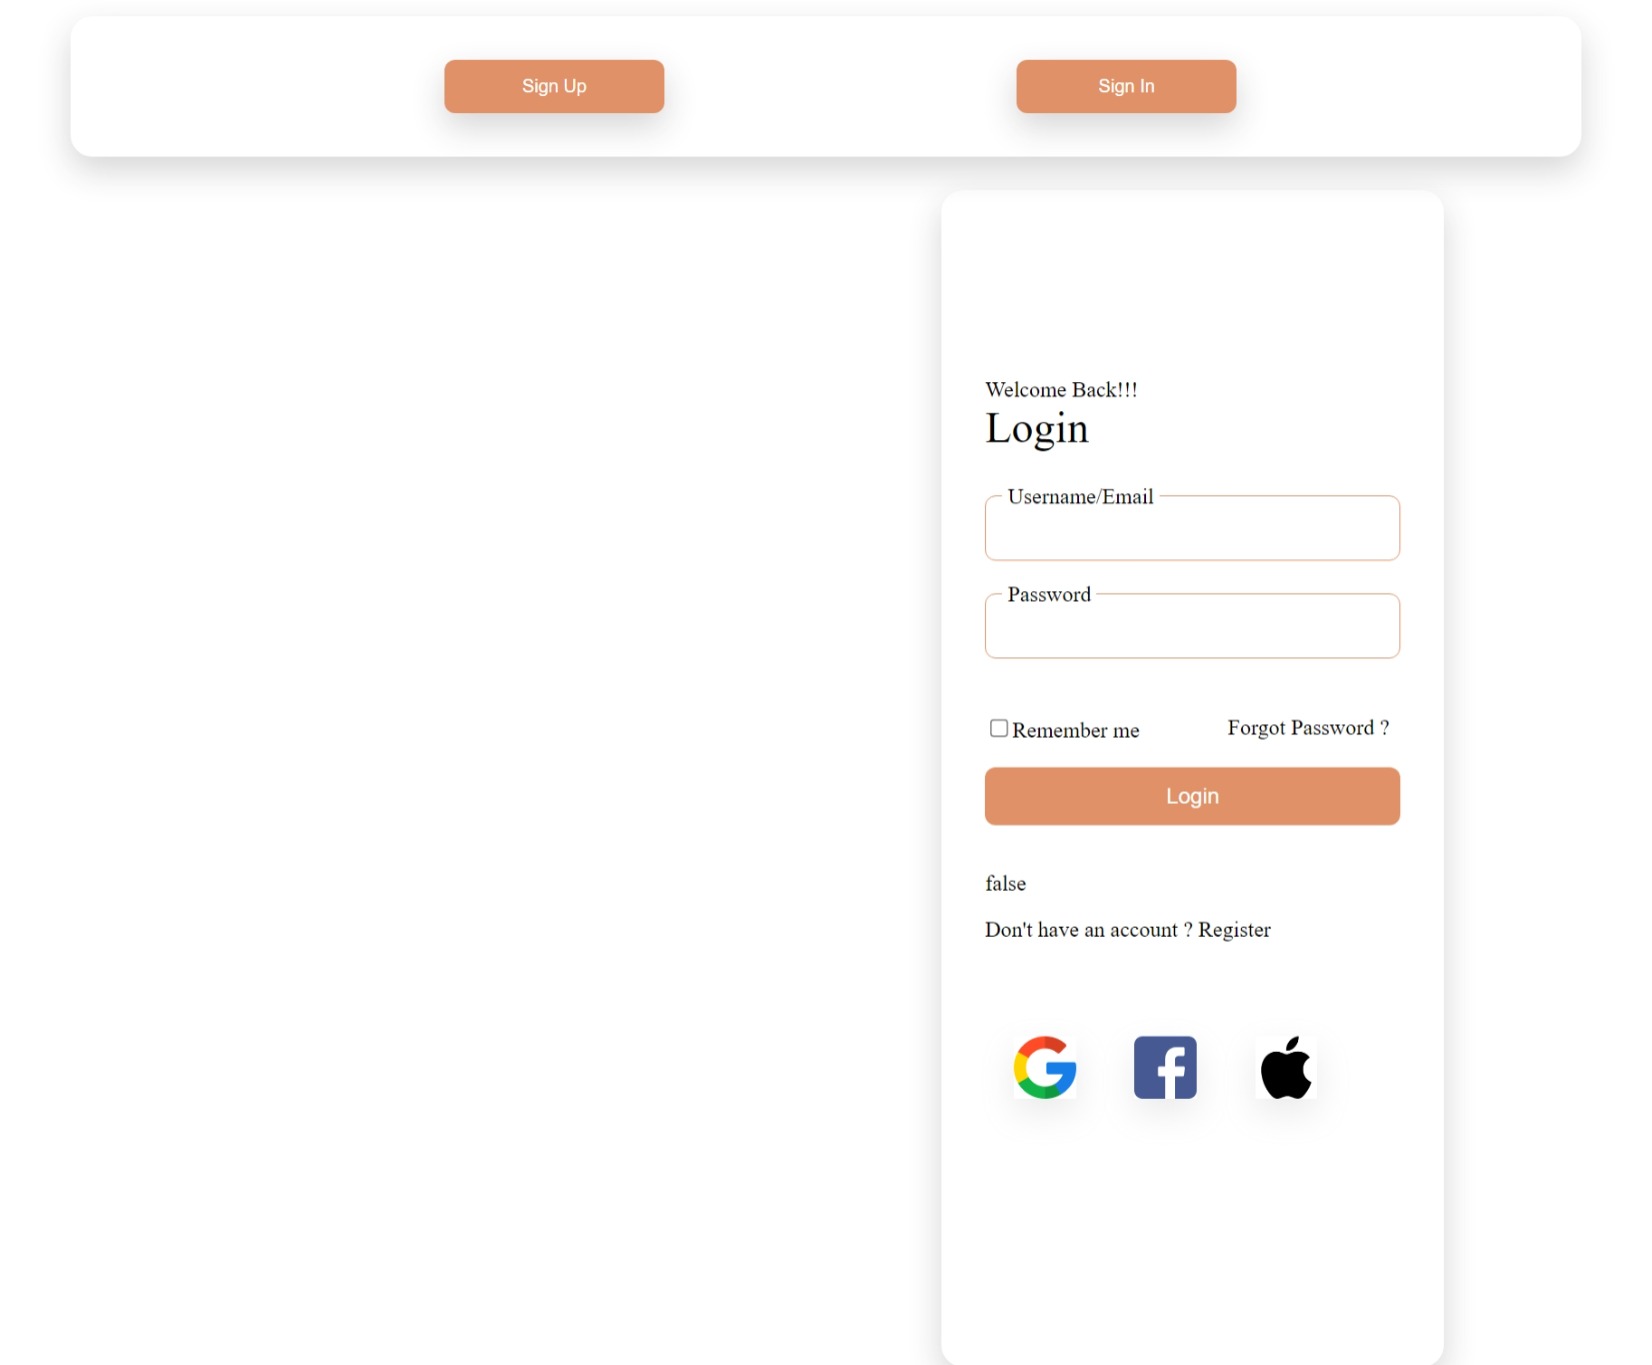 Sign Up
Sign In
Welcome Back!!!
Login
Username/Email
Password
Remember me
Forgot Password ?
Login
false
Don't have an account ? Register